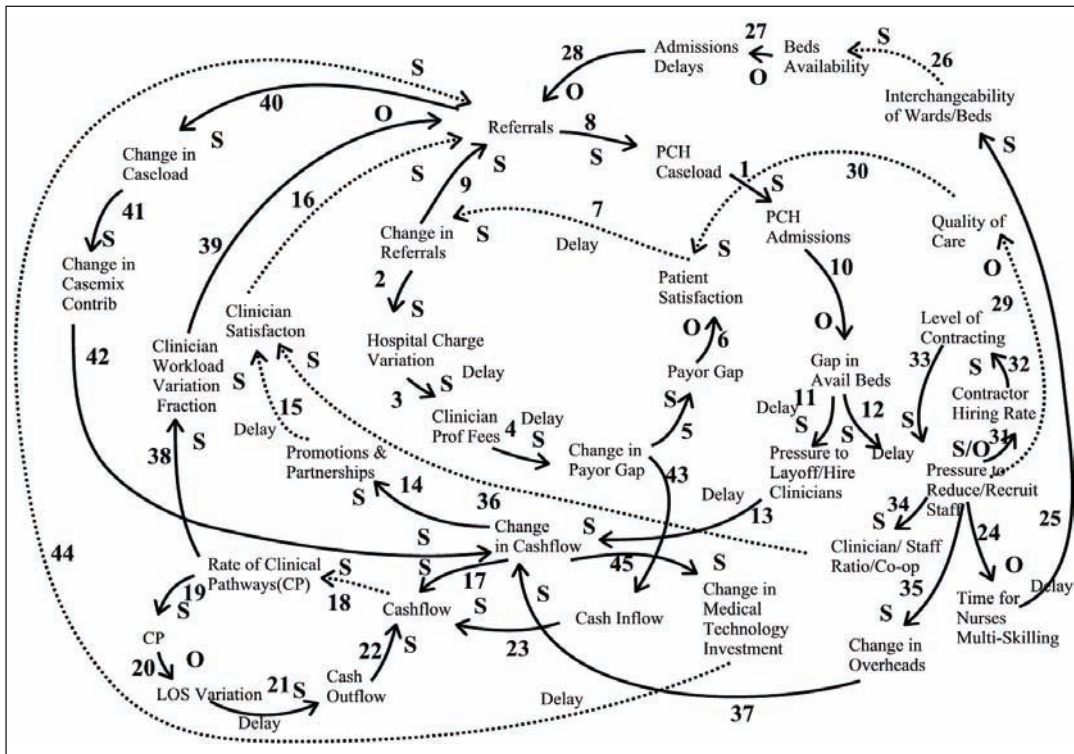 S
28
Admissions
Delays
27
O
Beds
Availability
S
26
Interchangeability
of Wards/Beds
S
40
O
O
Referrals
8
S
S
S
Change in
Caseload
S
PCH
Caseload
1
S
30
16
9
S
41
S
7
PCH
Admissions
Quality of
Care
39
Change in
Casemix
Contrib
Change in
Referrals
S
Delay
S
O
2
S
Patient
Satisfaction
10
29
Clinician
Satisfacton
O
6
O
Level of
Contracting
42
Clinician
Workload
Variation
Fraction
S
S
Hospital Charge
Variation
S
Delay
3
Payor Gap
Gap in
Avail Beds
33
S
32
Contractor
Hiring Rate
15
Delay
Clinician
Prof Fees
4
Delay
S
S
5
11
Delay
S
12
S
Delay
S
S/O
31
38
S
Promotions &
Partnerships
S
Change in
Payor Gap
43
Pressure to
Layoff/Hire
Clinicians
Pressure to
Reduce/Recruit
Staff
14
36
Delay
13
34
S
24
25
44
S
Change
in Cashflow
S
Clinician/ Staff
Ratio/Co-op
35
O
Rate of Clinical
Pathways(CP)
S
S
17
45
S
19
S
18
Cashflow
S
S
Change in
Medical
Technology
Investment
S
Time for
Nurses
Multi-Skilling
Delay
CP
20
O
22
S
23
Cash Inflow
Change in
Overheads
LOS Variation
21
S
Delay
Cash
Outflow
Delay
37